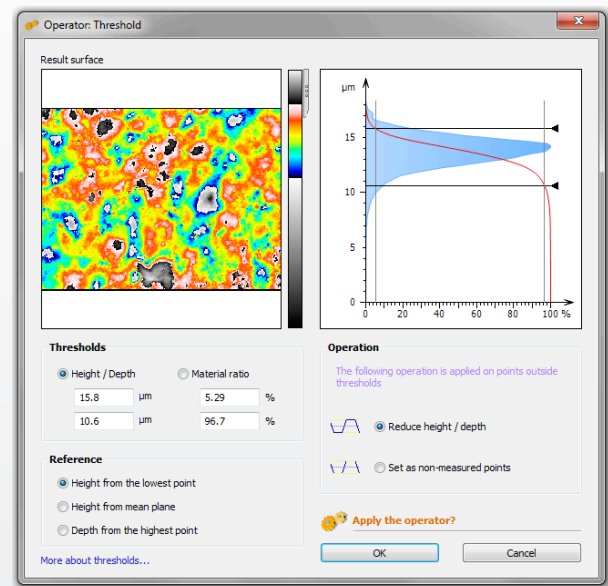 Operator: Threshold
Result surface
µm
15
10
5
0
0 20 40 60 80 100 %
Thresholds
Height / Depth Material ratio
15.8 µm 5.29 %
10.6 µm 96.7 %
Reference
Height from the lowest point
Height from mean plane
Depth from the highest point
More about thresholds...
Operation
The following operation is applied on points outside
thresholds
Reduce height / depth
Set as non-measured points
Apply the operator?
OK Cancel